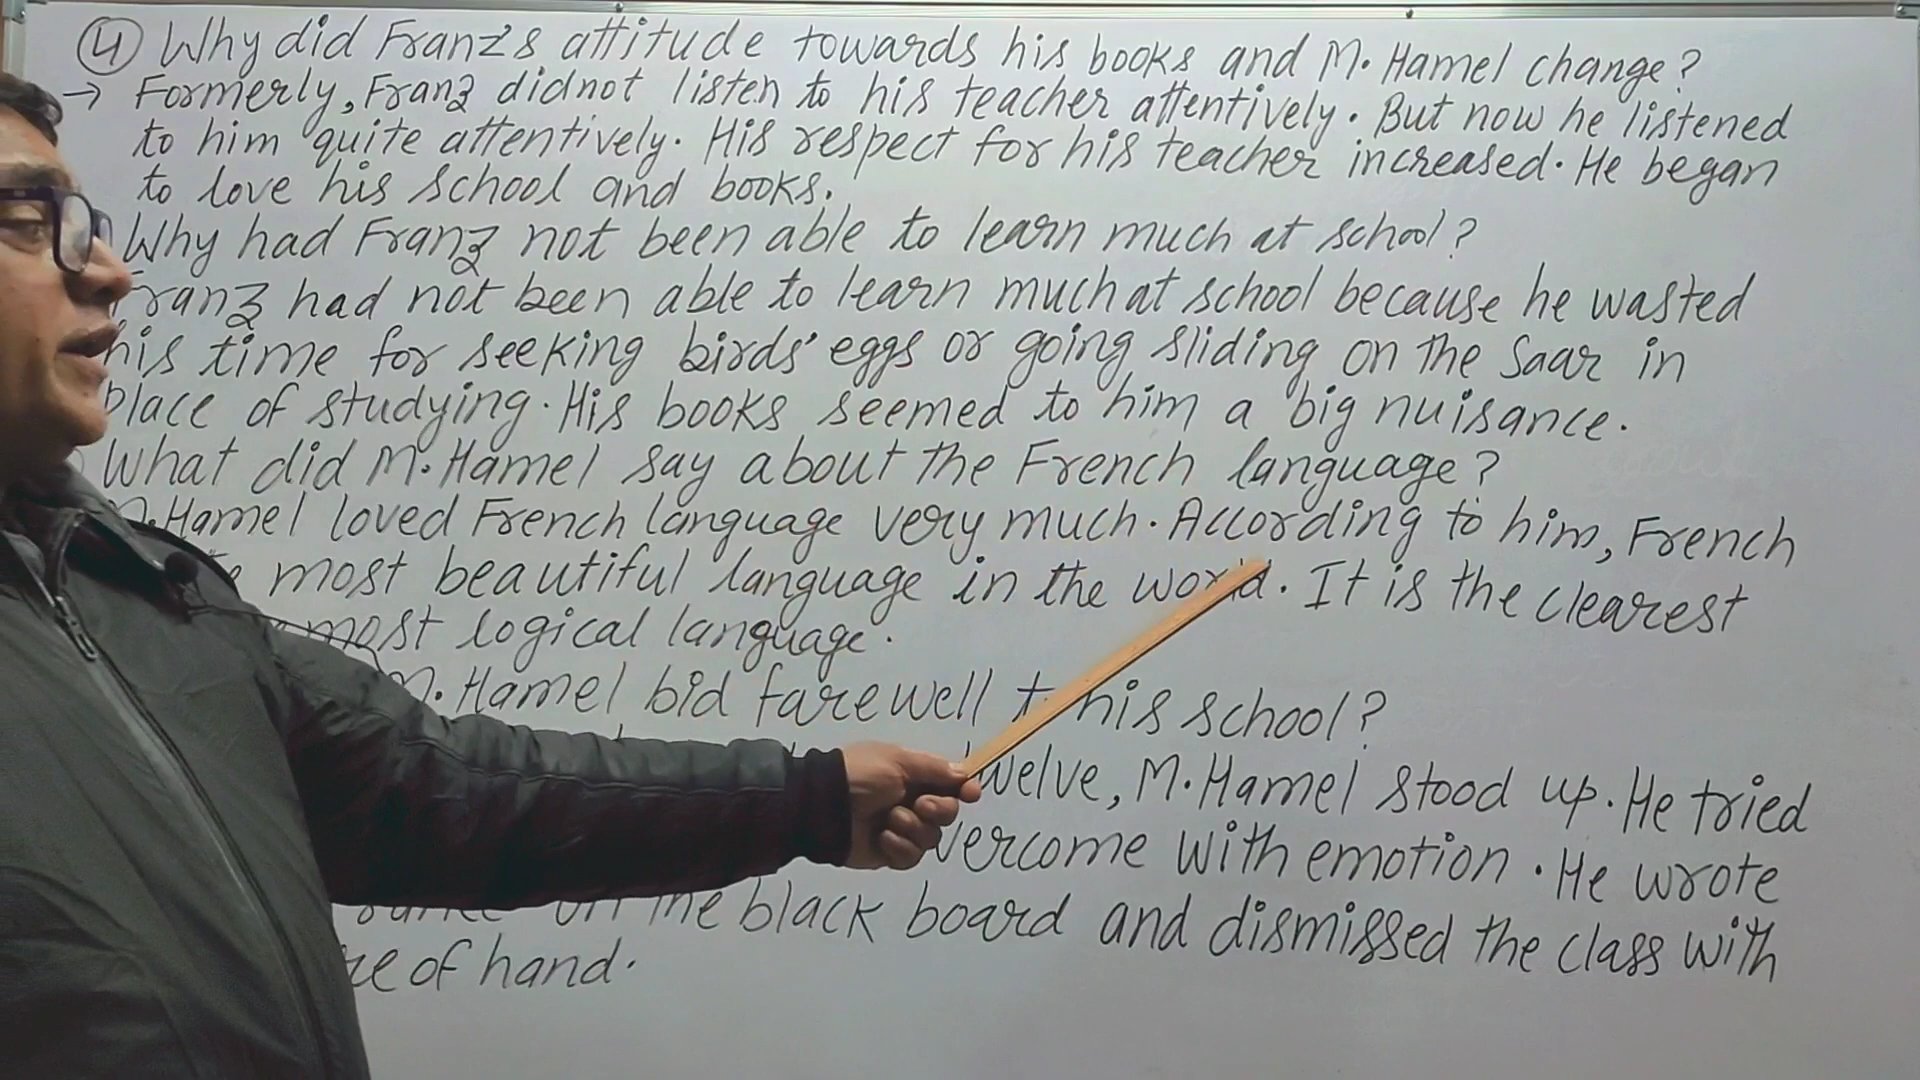 4 Why did Franz's attitude towards his books and M. Hamel change?
→ Formerly, Franz didnot listen to his teacher attentively. But now he listened
to him quite attentively. His respect for his teacher increased. He began
to love his school and books.
Why had Franz not been able to learn much at school?
Franz had not been able to learn much at school because he wasted
his time for seeking birds' eggs or going sliding on the Saar in
place of studying. His books seemed to him a big nuisance.
What did M. Hamel say about the French language?
M. Hamel loved French language very much. According to him, French
most beautiful language in the world. It is the clearest
most logical language.
M. Hamel bid farewell to his school?
twelve, M. Hamel stood up. He tried
overcome with emotion. He wrote
on the black board and dismissed the class with
of hand.